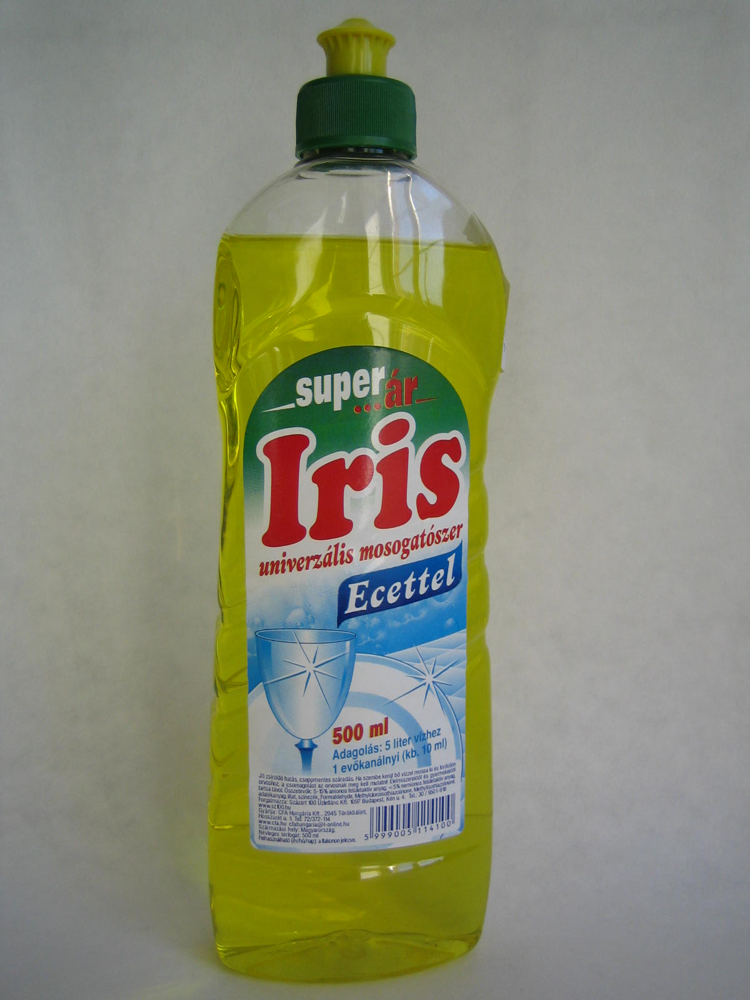 super
...ár
Iris
univerzális mosogatószer
Ecettel
500 ml
Adagolás: 5 liter vízhez
1 evőkanálnyi (kb. 10 ml)
Jó zsíroldó hatás, cseppmentes száradás. Ha szembe kerül bő vízzel mossa ki és forduljon
orvoshoz, a csomagolást az orvosnak meg kell mutatni! Élelmiszerektől és gyermekektől
tartsa távol. Összetevők: 5-15% anionos felületaktív anyag, <5% nemionos felületaktív anyag,
adalékanyag, illat, színezék, Formaldehyde, Methylcloroisothiazolinone, Methylisothiazolinone.
Forgalmazza: Százért 100 Üzletlánc Kft. 1097 Budapest, Kén u. 4. Tel.: 30 / 9501-918
www.sz100.hu
Gyártja: CFA Hungária Kft., 2045 Törökbálint,
Hosszúrét u. 1. Tel: 72/372-114
www.cfa.hu cfahungaria@t-online.hu
Származási hely: Magyarország.
Névleges térfogat: 500 ml
Felhasználható (év/hó/nap): a flakonon jelezve.
5 999005 114100